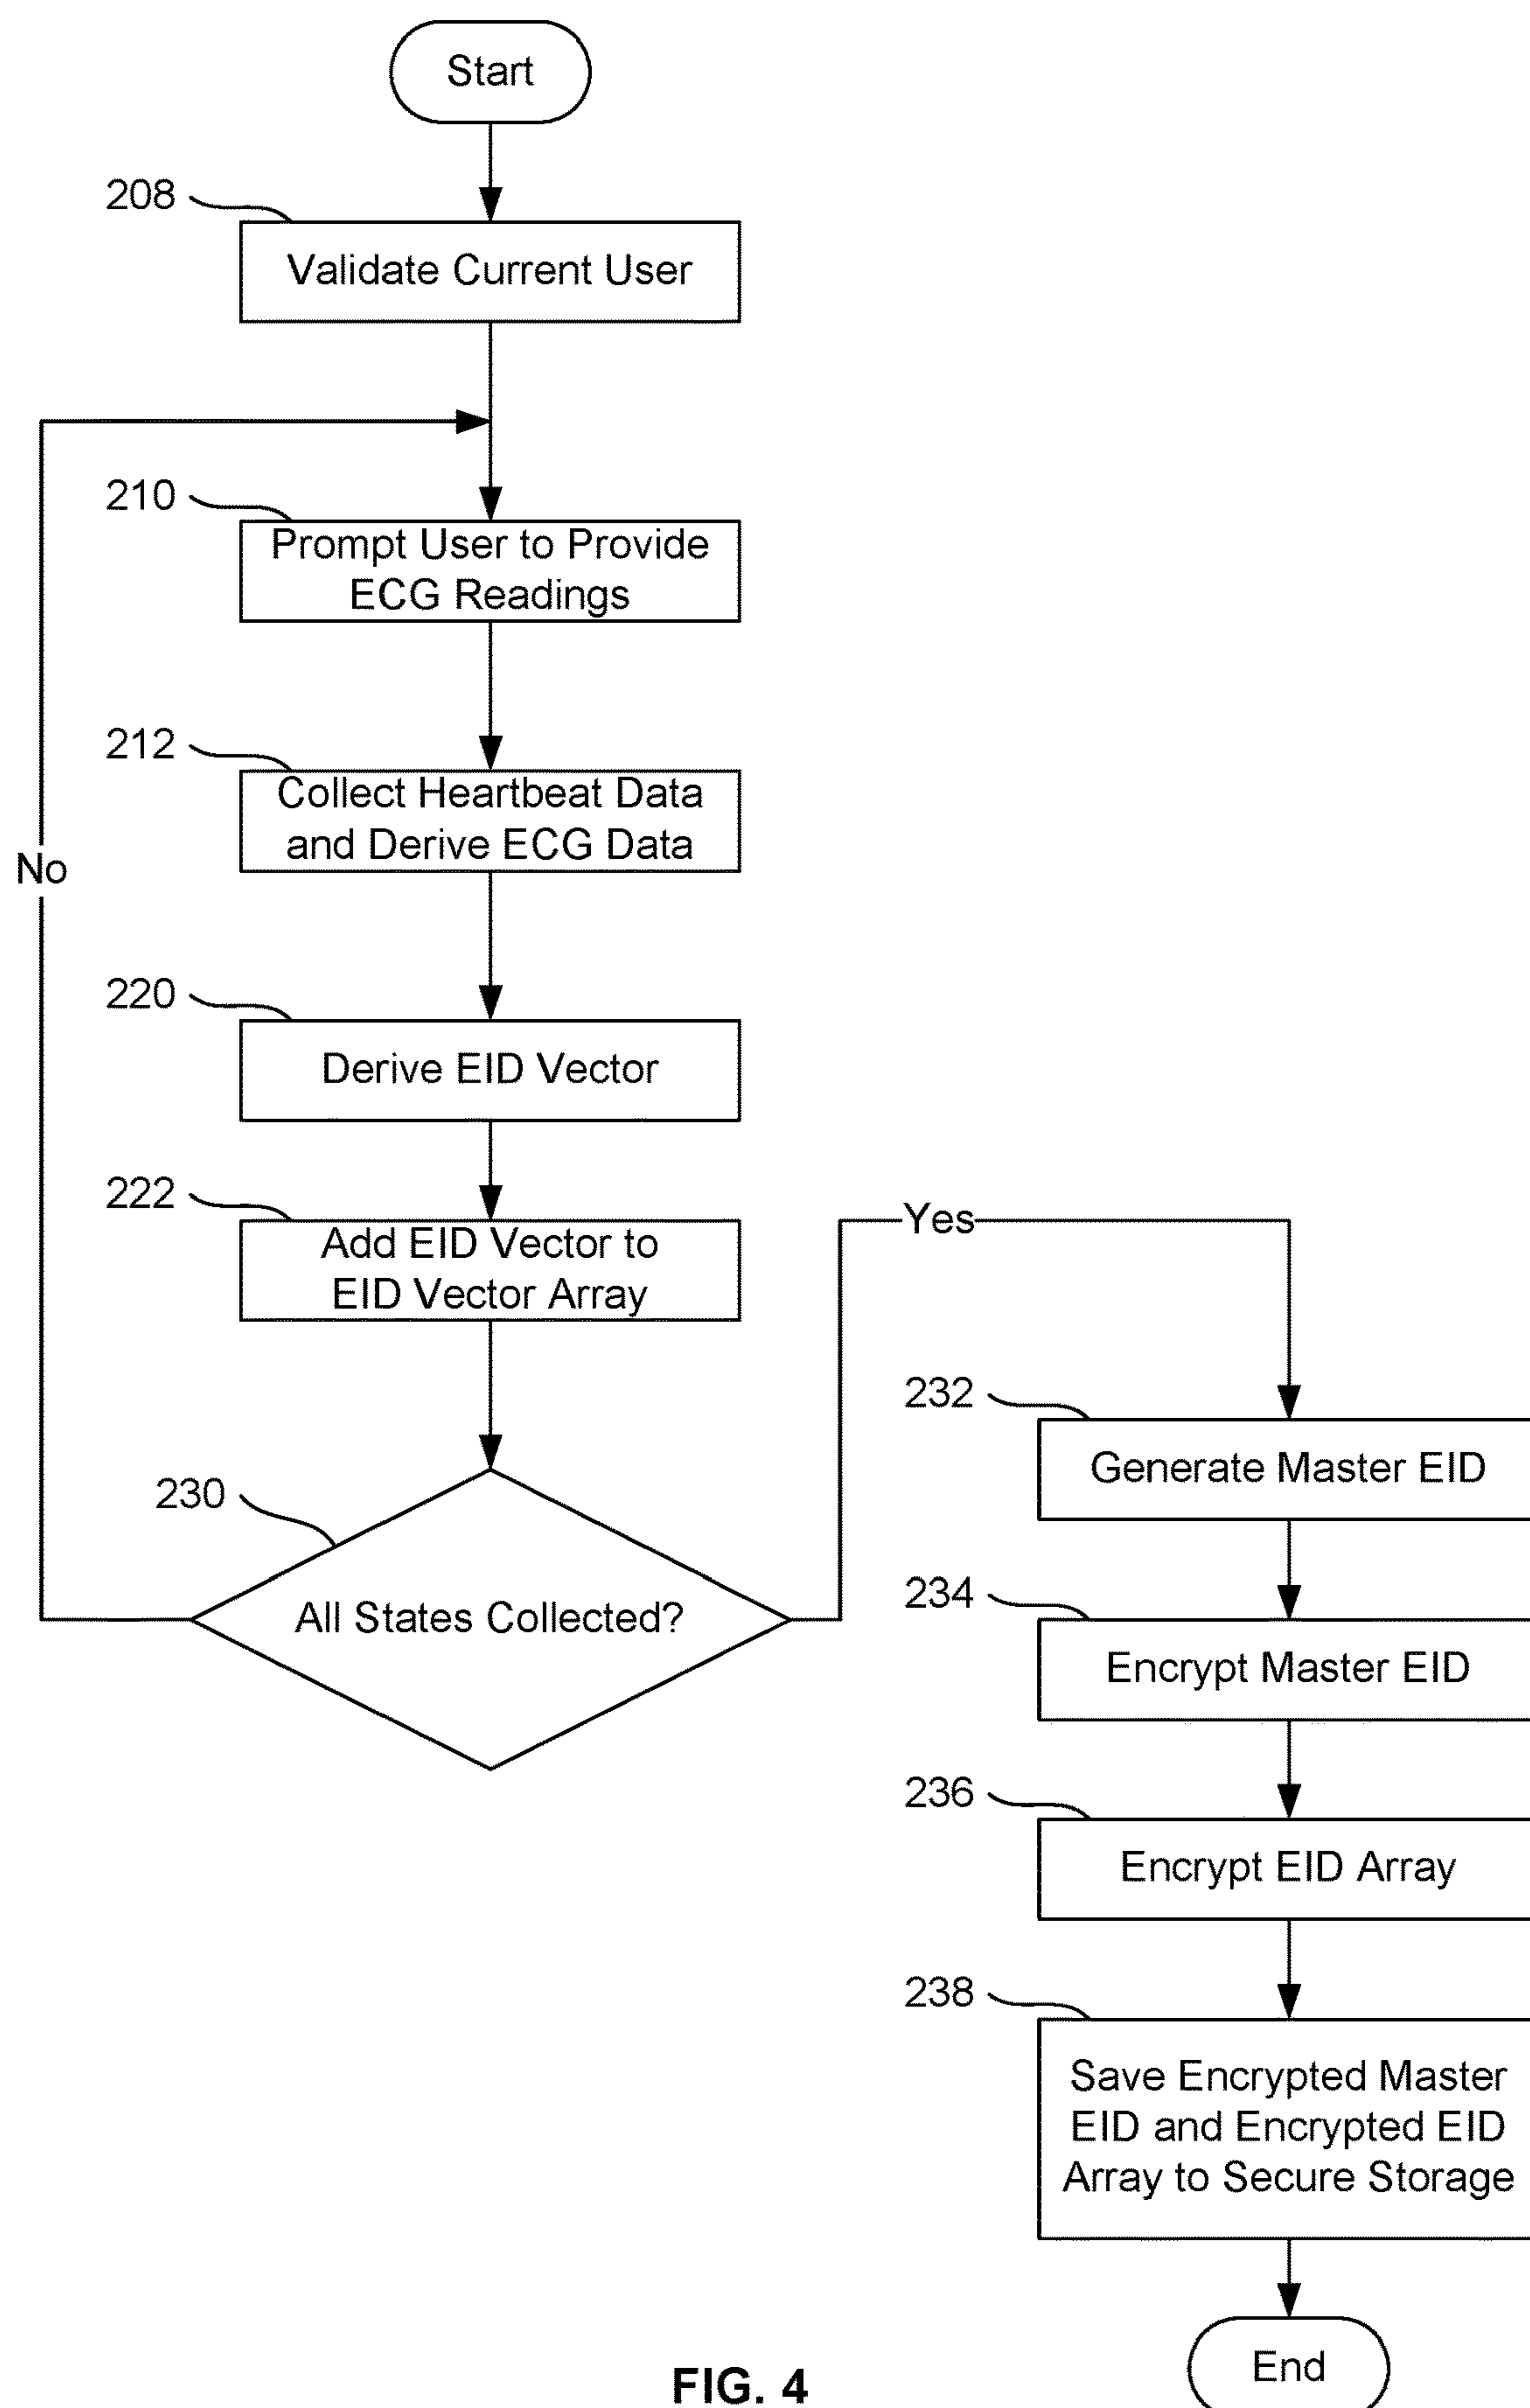 Start
208
Validate Current User
210
Prompt User to Provide
ECG Readings
212
Collect Heartbeat Data
and Derive ECG Data
No
220
Derive EID Vector
222
Add EID Vector to
EID Vector Array
Yes
230
All States Collected?
232
Generate Master EID
234
Encrypt Master EID
236
Encrypt EID Array
238
Save Encrypted Master
EID and Encrypted EID
Array to Secure Storage
End
FIG. 4